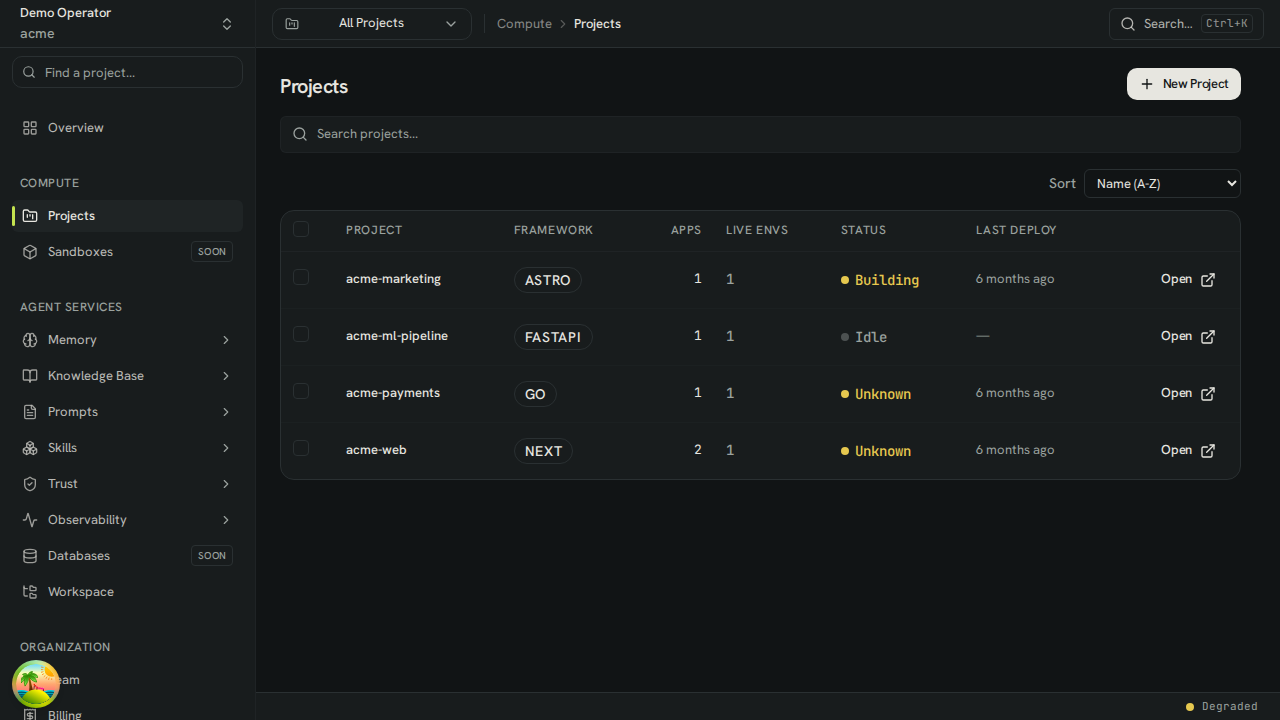 Demo Operator
acme
All Projects
Compute > Projects
Search... Ctrl+K
Find a project...
Overview
COMPUTE
Projects
Sandboxes SOON
AGENT SERVICES
Memory
Knowledge Base
Prompts
Skills
Trust
Observability
Databases SOON
Workspace
ORGANIZATION
eam
Billing
Projects
New Project
Search projects...
Sort Name (A-Z)
PROJECT FRAMEWORK APPS LIVE ENVS STATUS LAST DEPLOY
acme-marketing ASTRO 1 1 Building 6 months ago Open
acme-ml-pipeline FASTAPI 1 1 Idle — Open
acme-payments GO 1 1 Unknown 6 months ago Open
acme-web NEXT 2 1 Unknown 6 months ago Open
Degraded